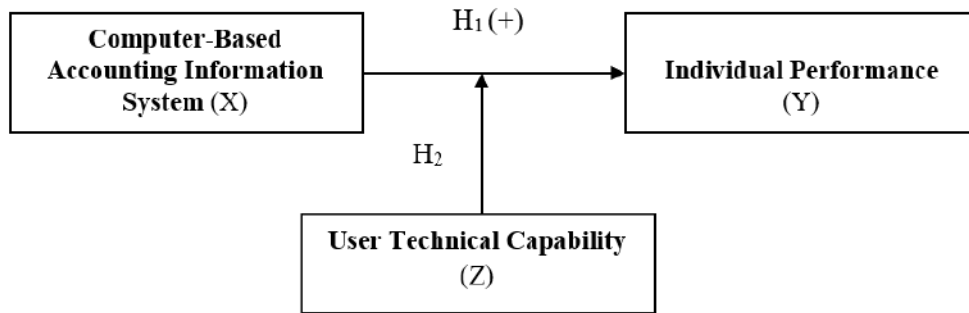 H₁ (+)
Computer-Based
Accounting Information
System (X)
Individual Performance
(Y)
H₂
User Technical Capability
(Z)